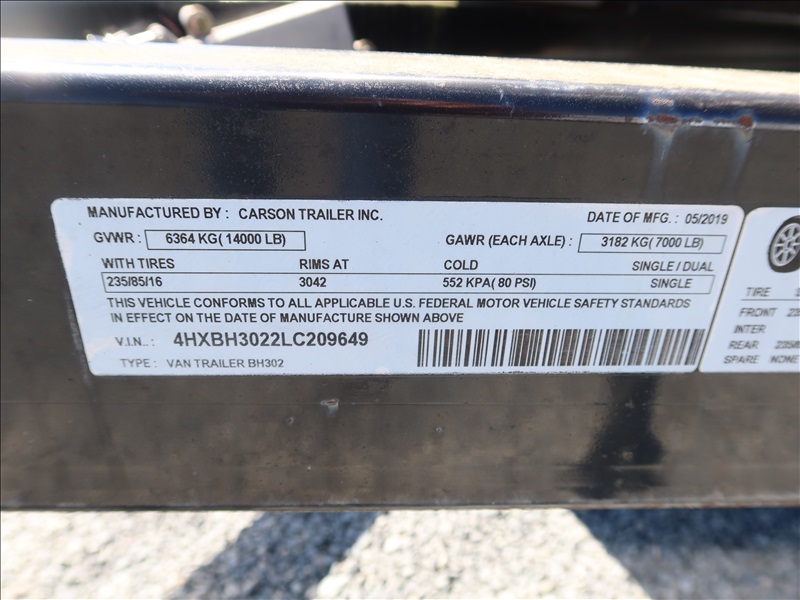 MANUFACTURED BY : CARSON TRAILER INC. DATE OF MFG. : 05/2019
GVWR : 6364 KG( 14000 LB) GAWR (EACH AXLE) : 3182 KG( 7000 LB)
WITH TIRES RIMS AT COLD SINGLE / DUAL
235/85/16 3042 552 KPA( 80 PSI) SINGLE
THIS VEHICLE CONFORMS TO ALL APPLICABLE U.S. FEDERAL MOTOR VEHICLE SAFETY STANDARDS
IN EFFECT ON THE DATE OF MANUFACTURE SHOWN ABOVE
V.I.N.. : 4HXBH3022LC209649
TYPE : VAN TRAILER BH302
TIRE
FRONT
INTER
REAR
SPARE NONE